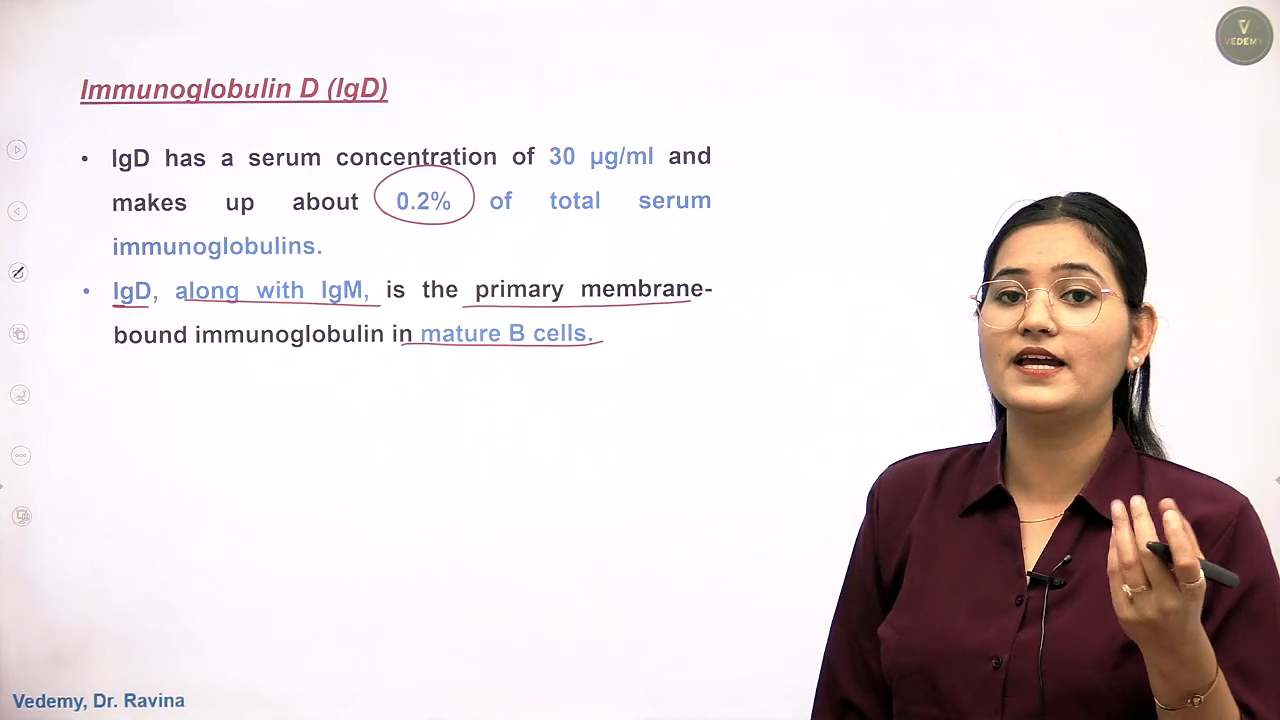 VEDEMY
Immunoglobulin D (IgD)
• IgD has a serum concentration of 30 µg/ml and
makes up about 0.2% of total serum
immunoglobulins.
• IgD, along with IgM, is the primary membrane-
bound immunoglobulin in mature B cells.
Vedemy, Dr. Ravina